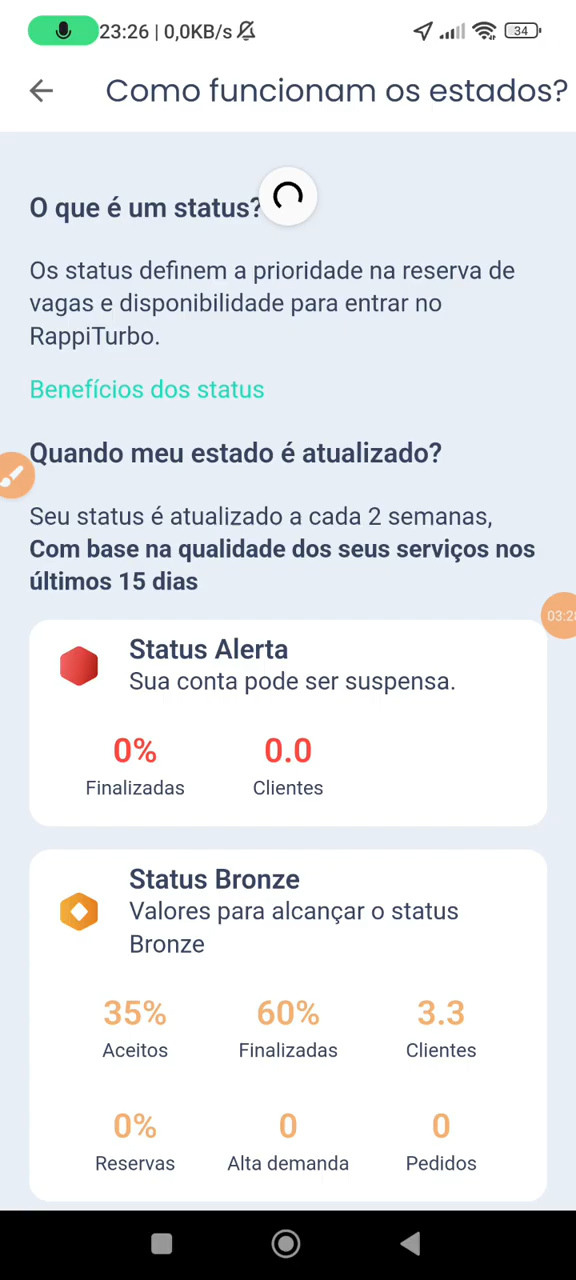 23:26 | 0,0KB/s
34
Como funcionam os estados?
O que é um status?
Os status definem a prioridade na reserva de
vagas e disponibilidade para entrar no
RappiTurbo.
Benefícios dos status
Quando meu estado é atualizado?
Seu status é atualizado a cada 2 semanas,
Com base na qualidade dos seus serviços nos
últimos 15 dias
03:28
Status Alerta
Sua conta pode ser suspensa.
0% 0.0
Finalizadas Clientes
Status Bronze
Valores para alcançar o status
Bronze
35% 60% 3.3
Aceitos Finalizadas Clientes
0% 0 0
Reservas Alta demanda Pedidos